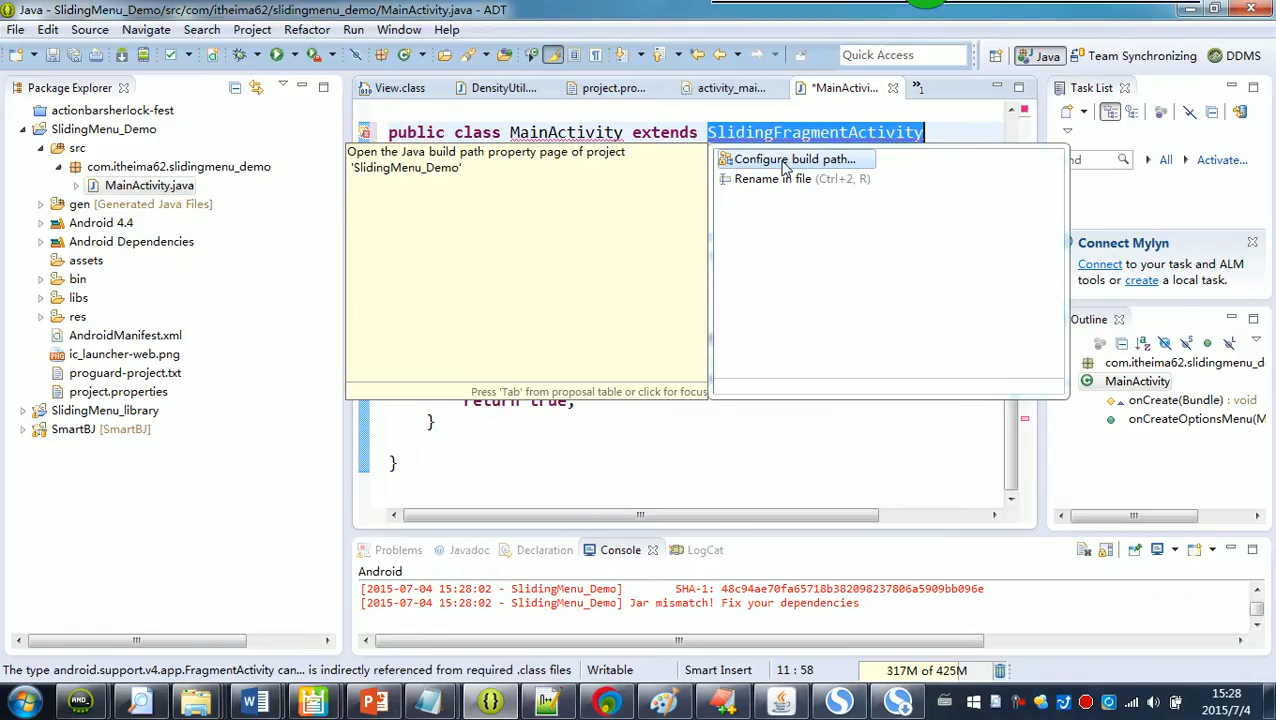 Java - SlidingMenu_Demo/src/com/itheima62/slidingmenu_demo/MainActivity.java - ADT
File Edit Source Navigate Search Project Refactor Run Window Help
Quick Access
Java
Team Synchronizing
DDMS
Package Explorer
View.class
DensityUtil...
project.pro...
activity_mai...
*MainActivi...
»1
Task List
actionbarsherlock-fest
SlidingMenu_Demo
src
com.itheima62.slidingmenu_demo
MainActivity.java
gen [Generated Java Files]
Android 4.4
Android Dependencies
assets
bin
libs
res
AndroidManifest.xml
ic_launcher-web.png
proguard-project.txt
project.properties
SlidingMenu_library
SmartBJ [SmartBJ]
public class MainActivity extends SlidingFragmentActivity
Open the Java build path property page of project
'SlidingMenu_Demo'
Press 'Tab' from proposal table or click for focus
Configure build path...
Rename in file (Ctrl+2, R)
return true;
}
}
All
Activate...
Connect Mylyn
Connect to your task and ALM
tools or create a local task.
Outline
com.itheima62.slidingmenu_de
MainActivity
onCreate(Bundle) : void
onCreateOptionsMenu(M
Problems
Javadoc
Declaration
Console
LogCat
Android
[2015-07-04 15:28:02 - SlidingMenu_Demo] SHA-1: 48c94ae70fa65718b382098237806a5909bb096e
[2015-07-04 15:28:02 - SlidingMenu_Demo] Jar mismatch! Fix your dependencies
The type android.support.v4.app.FragmentActivity can... is indirectly referenced from required .class files
Writable
Smart Insert
11 : 58
317M of 425M
15:28
2015/7/4